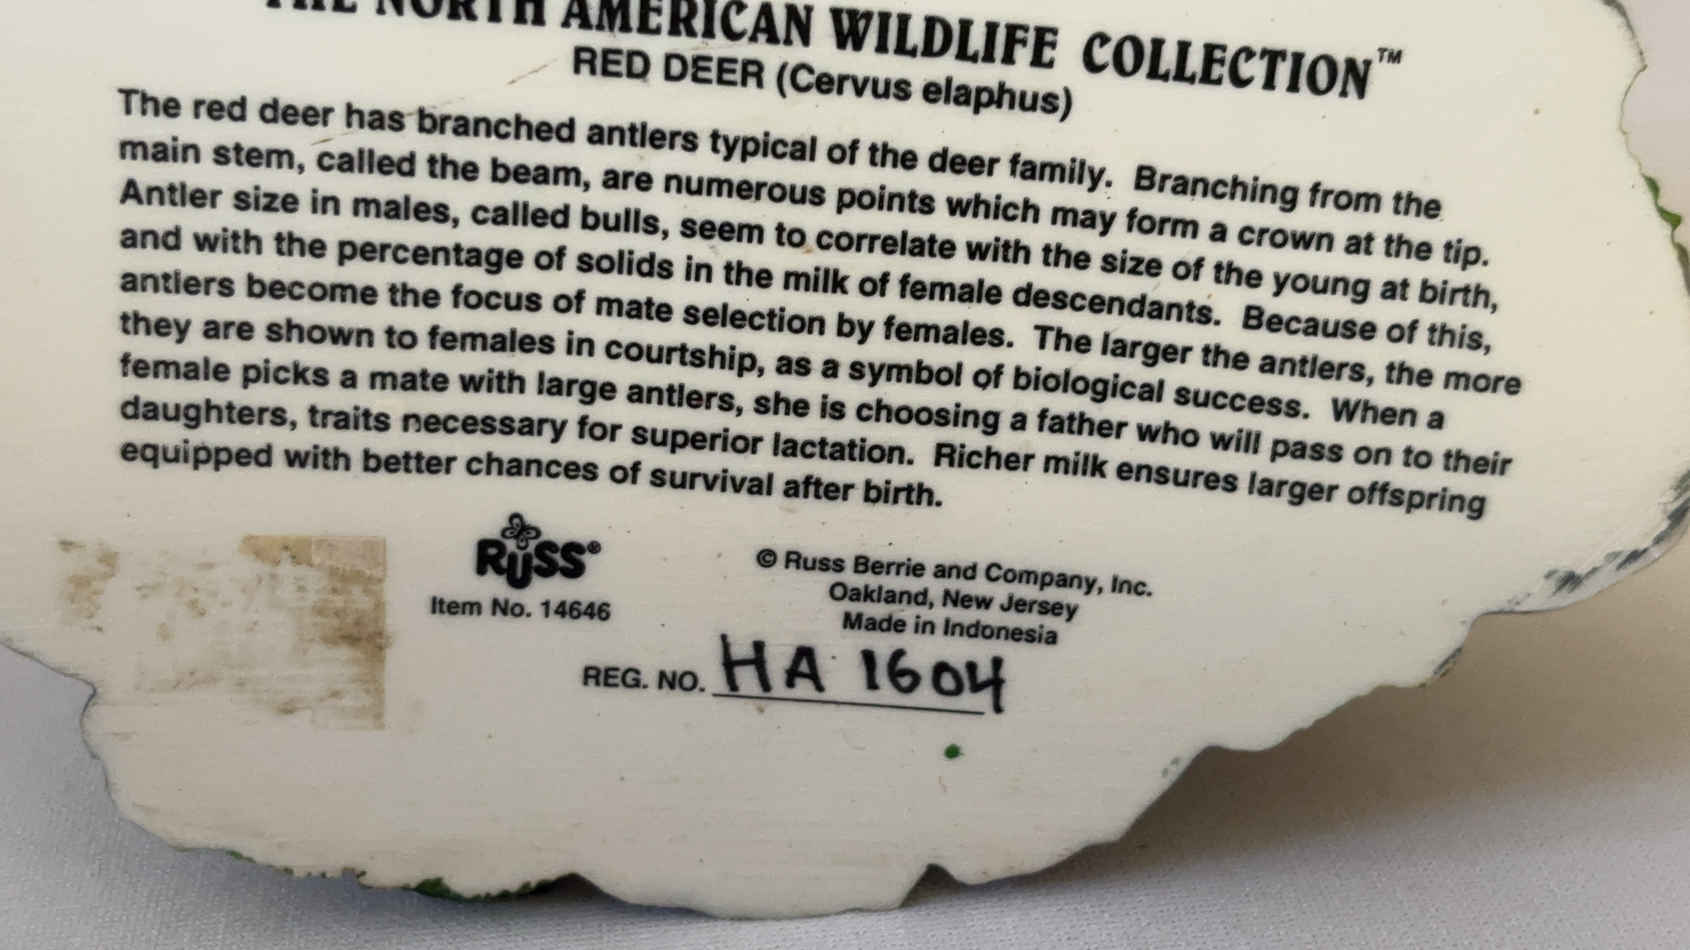 THE NORTH AMERICAN WILDLIFE COLLECTION™
RED DEER (Cervus elaphus)
The red deer has branched antlers typical of the deer family. Branching from the
main stem, called the beam, are numerous points which may form a crown at the tip.
Antler size in males, called bulls, seem to correlate with the size of the young at birth,
and with the percentage of solids in the milk of female descendants. Because of this,
antlers become the focus of mate selection by females. The larger the antlers, the more
they are shown to females in courtship, as a symbol of biological success. When a
female picks a mate with large antlers, she is choosing a father who will pass on to their
daughters, traits necessary for superior lactation. Richer milk ensures larger offspring
equipped with better chances of survival after birth.
RUSS®
Item No. 14646
© Russ Berrie and Company, Inc.
Oakland, New Jersey
Made in Indonesia
REG. NO. HA 1604